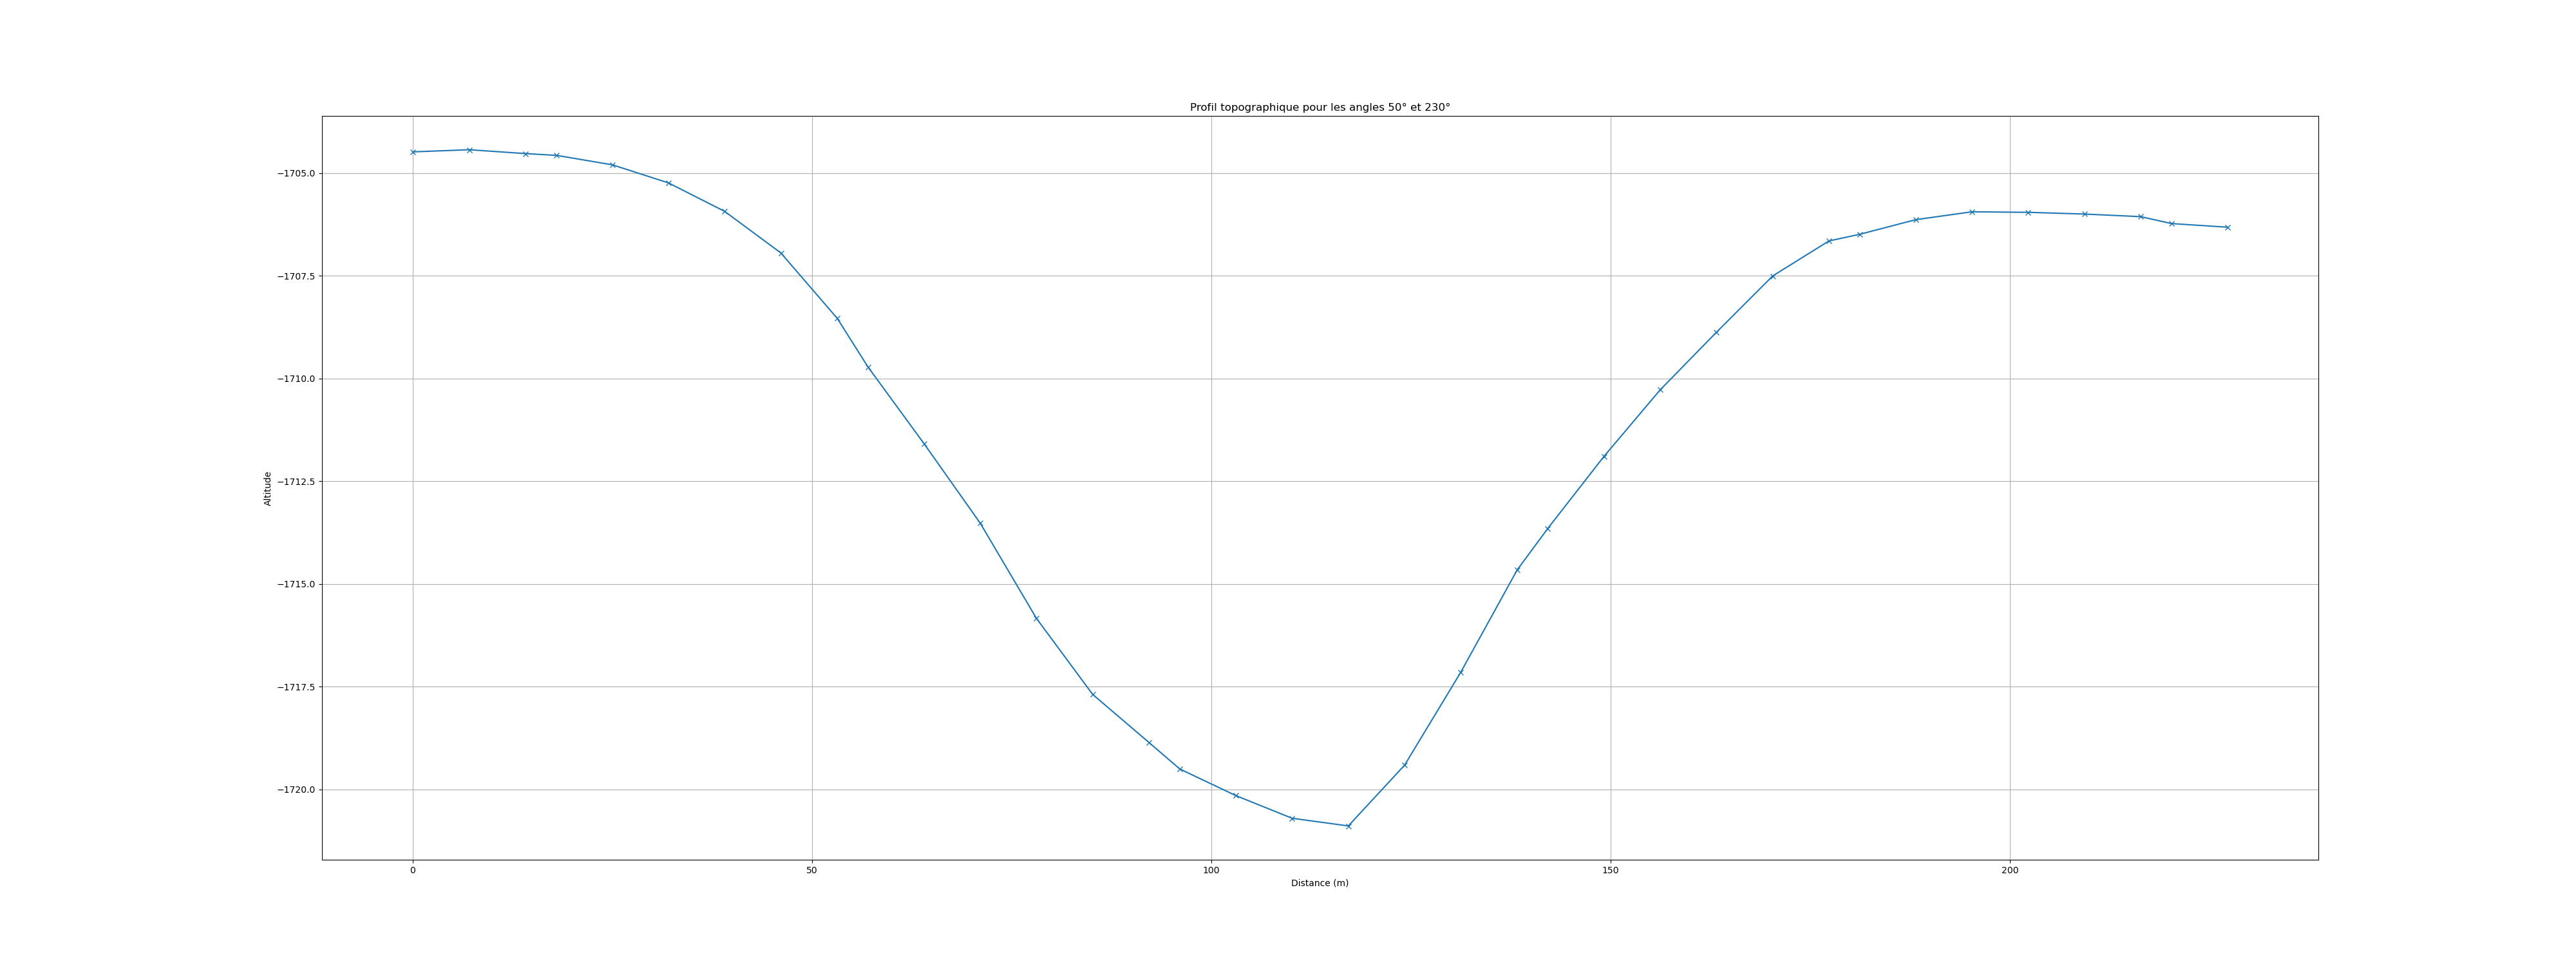 Profil topographique pour les angles 50° et 230°
−1705.0
−1707.5
−1710.0
−1712.5
Altitude
−1715.0
−1717.5
−1720.0
0 50 100 150 200
Distance (m)